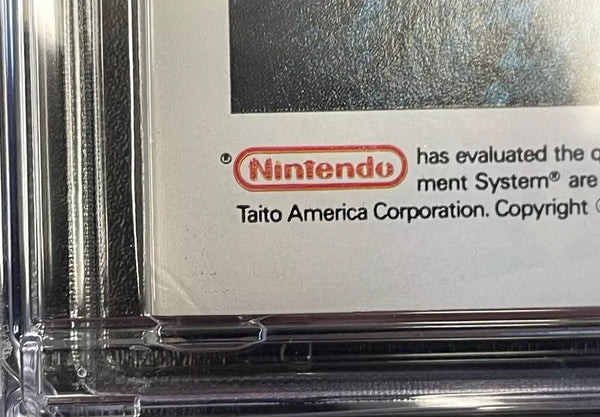 ® Nintendo has evaluated the q
ment System® are
Taito America Corporation. Copyright ©